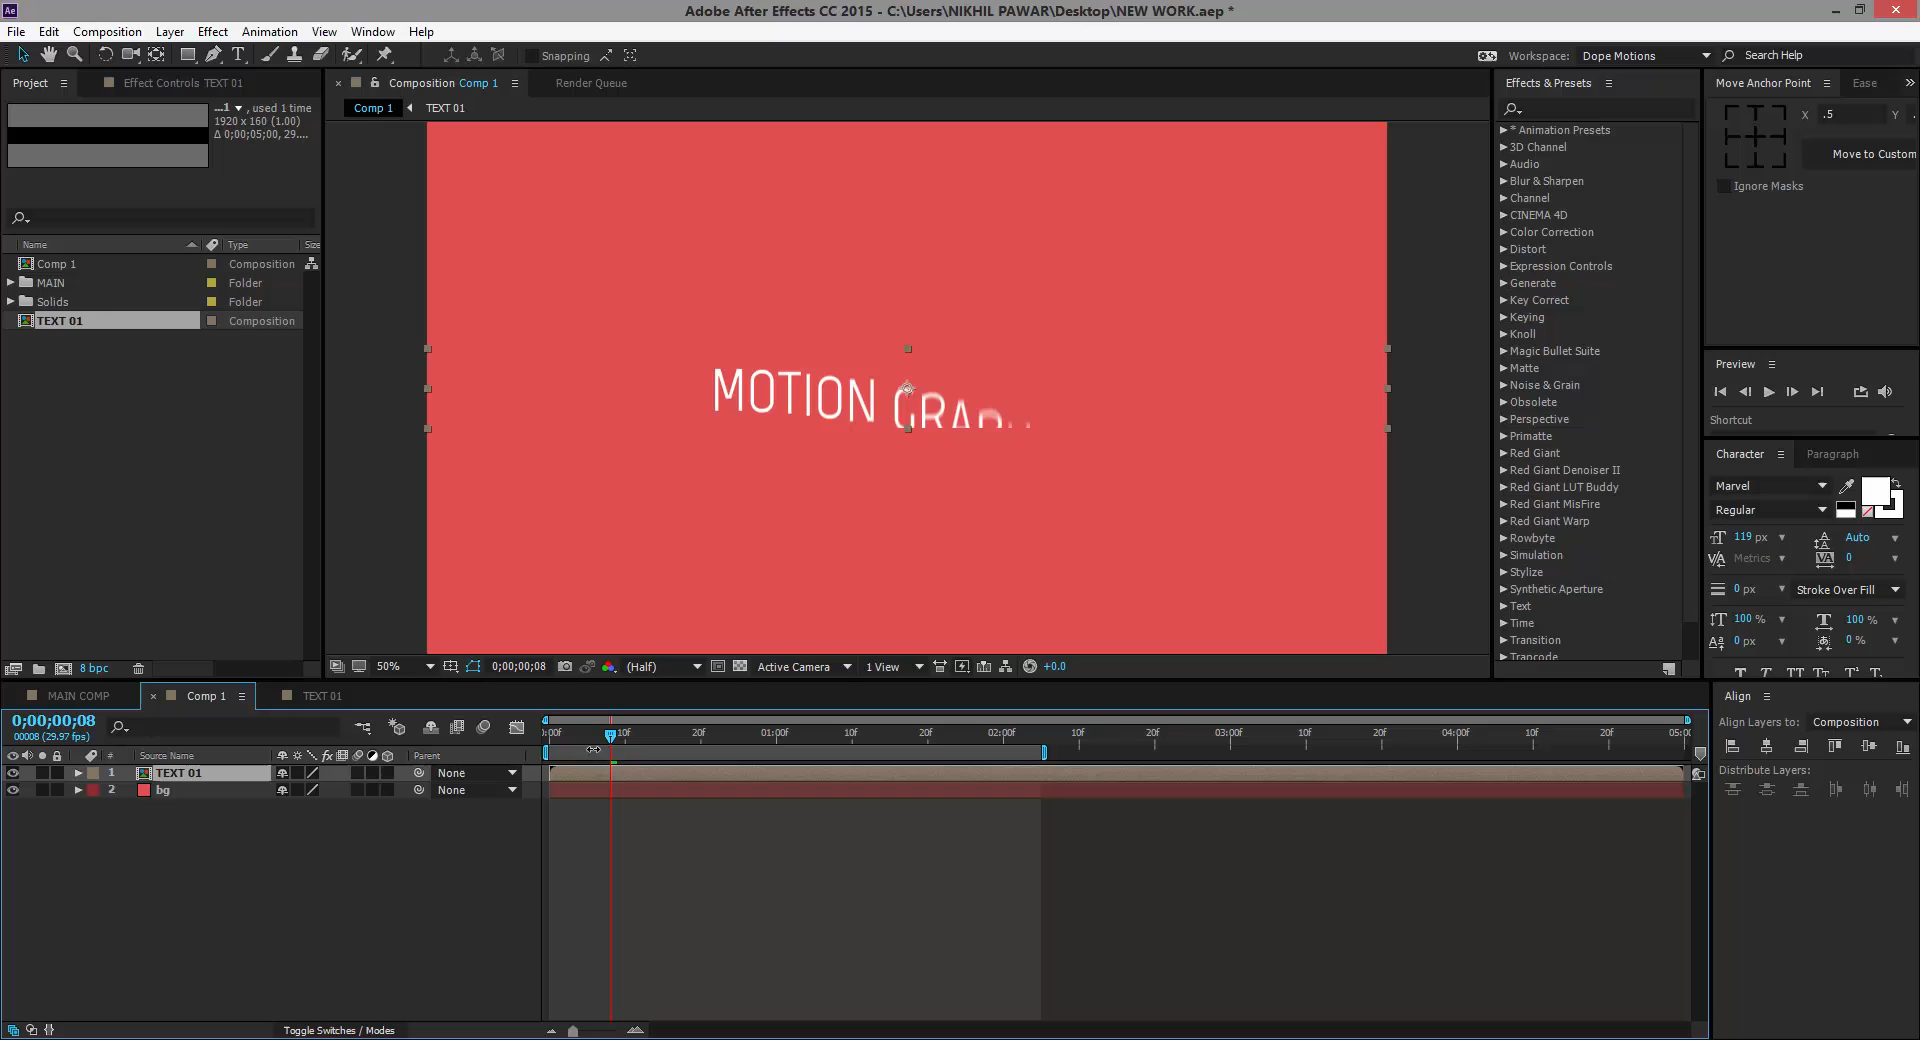 Adobe After Effects CC 2015 - C:\Users\NIKHIL PAWAR\Desktop\NEW WORK.aep *
File Edit Composition Layer Effect Animation View Window Help
Snapping
Workspace: Dope Motions
Search Help
Project
Effect Controls TEXT 01
...1 ▼ , used 1 time
1920 x 160 (1.00)
Δ 0;00;05;00, 29....
Name Type Size
Comp 1 Composition
MAIN Folder
Solids Folder
TEXT 01 Composition
8 bpc
Composition Comp 1
Render Queue
Comp 1 TEXT 01
MOTION GRAPH
50% 0;00;00;08 (Half) Active Camera 1 View +0.0
Effects & Presets
* Animation Presets
3D Channel
Audio
Blur & Sharpen
Channel
CINEMA 4D
Color Correction
Distort
Expression Controls
Generate
Key Correct
Keying
Knoll
Magic Bullet Suite
Matte
Noise & Grain
Obsolete
Perspective
Primatte
Red Giant
Red Giant Denoiser II
Red Giant LUT Buddy
Red Giant MisFire
Red Giant Warp
Rowbyte
Simulation
Stylize
Synthetic Aperture
Text
Time
Transition
Trapcode
Move Anchor Point Ease
X .5 Y .
Move to Custom
Ignore Masks
Preview
Shortcut
Character Paragraph
Marvel
Regular
119 px Auto
Metrics 0
0 px Stroke Over Fill
100 % 100 %
0 px 0 %
MAIN COMP Comp 1 TEXT 01
0;00;00;08
00008 (29.97 fps)
# Source Name Parent
1 TEXT 01 None
2 bg None
):00f 10f 20f 01:00f 10f 20f 02:00f 10f 20f 03:00f 10f 20f 04:00f 10f 20f 05:0
Toggle Switches / Modes
Align
Align Layers to: Composition
Distribute Layers: